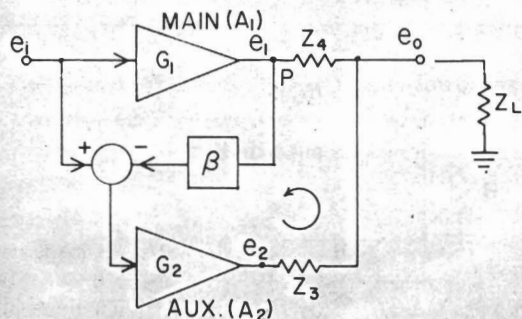 MAIN (A1)
ei
G1
e1
Z4
eo
P
ZL
+
-
β
G2
e2
Z3
AUX. (A2)